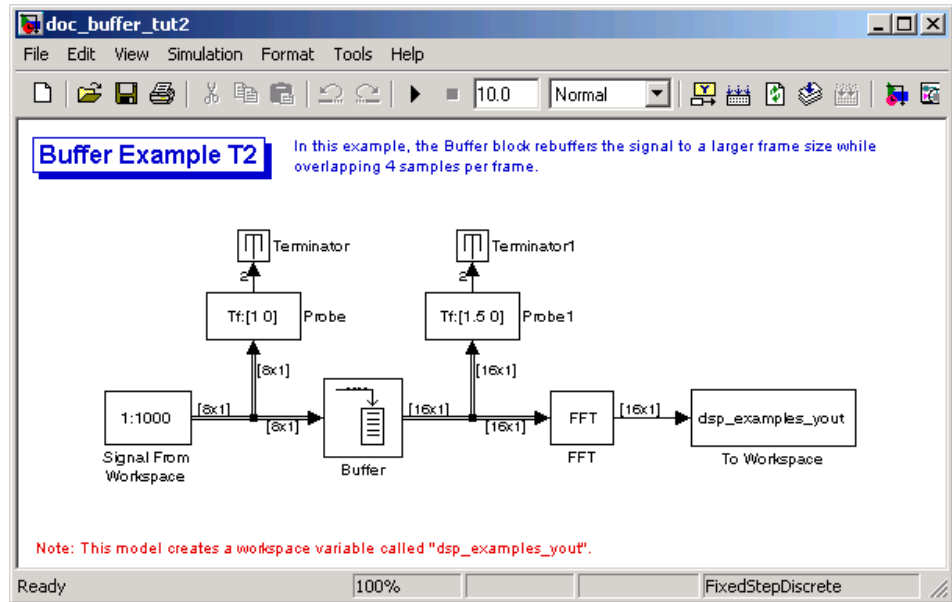 doc_buffer_tut2
File Edit View Simulation Format Tools Help
10.0 Normal
Buffer Example T2
In this example, the Buffer block rebuffers the signal to a larger frame size while
overlapping 4 samples per frame.
Terminator
Terminator1
2
2
Tf:[1 0]
Probe
Tf:[1.5 0]
Probe1
[8x1]
[16x1]
1:1000
[8x1]
[8x1]
[16x1]
[16x1]
FFT
[16x1]
dsp_examples_yout
Signal From
Workspace
Buffer
FFT
To Workspace
Note: This model creates a workspace variable called "dsp_examples_yout".
Ready
100%
FixedStepDiscrete